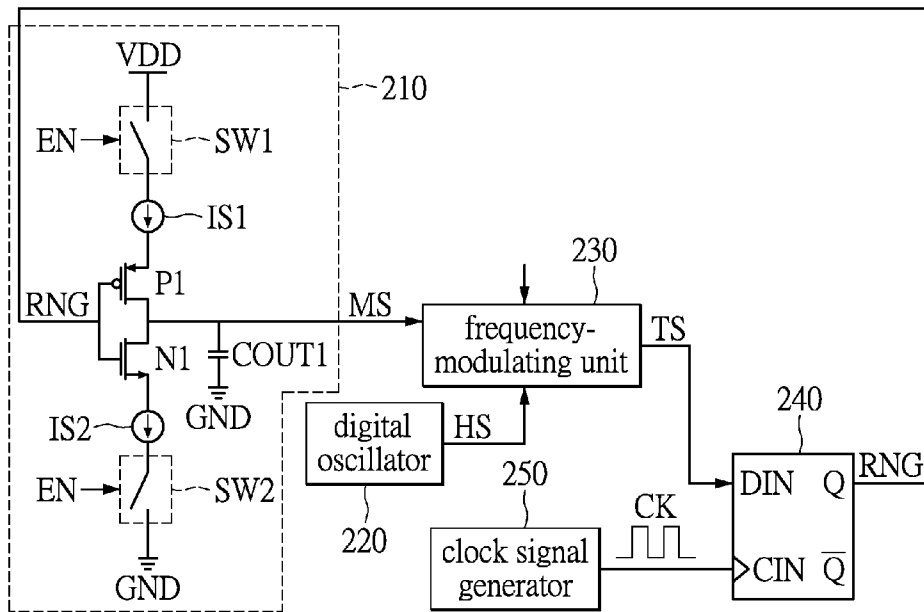 VDD
210
EN
SW1
IS1
P1
RNG
MS
230
frequency-
modulating unit
TS
N1
COUT1
GND
IS2
digital
oscillator
HS
220
240
RNG
DIN
Q
EN
SW2
250
CK
clock signal
generator
CIN
Q̅
GND